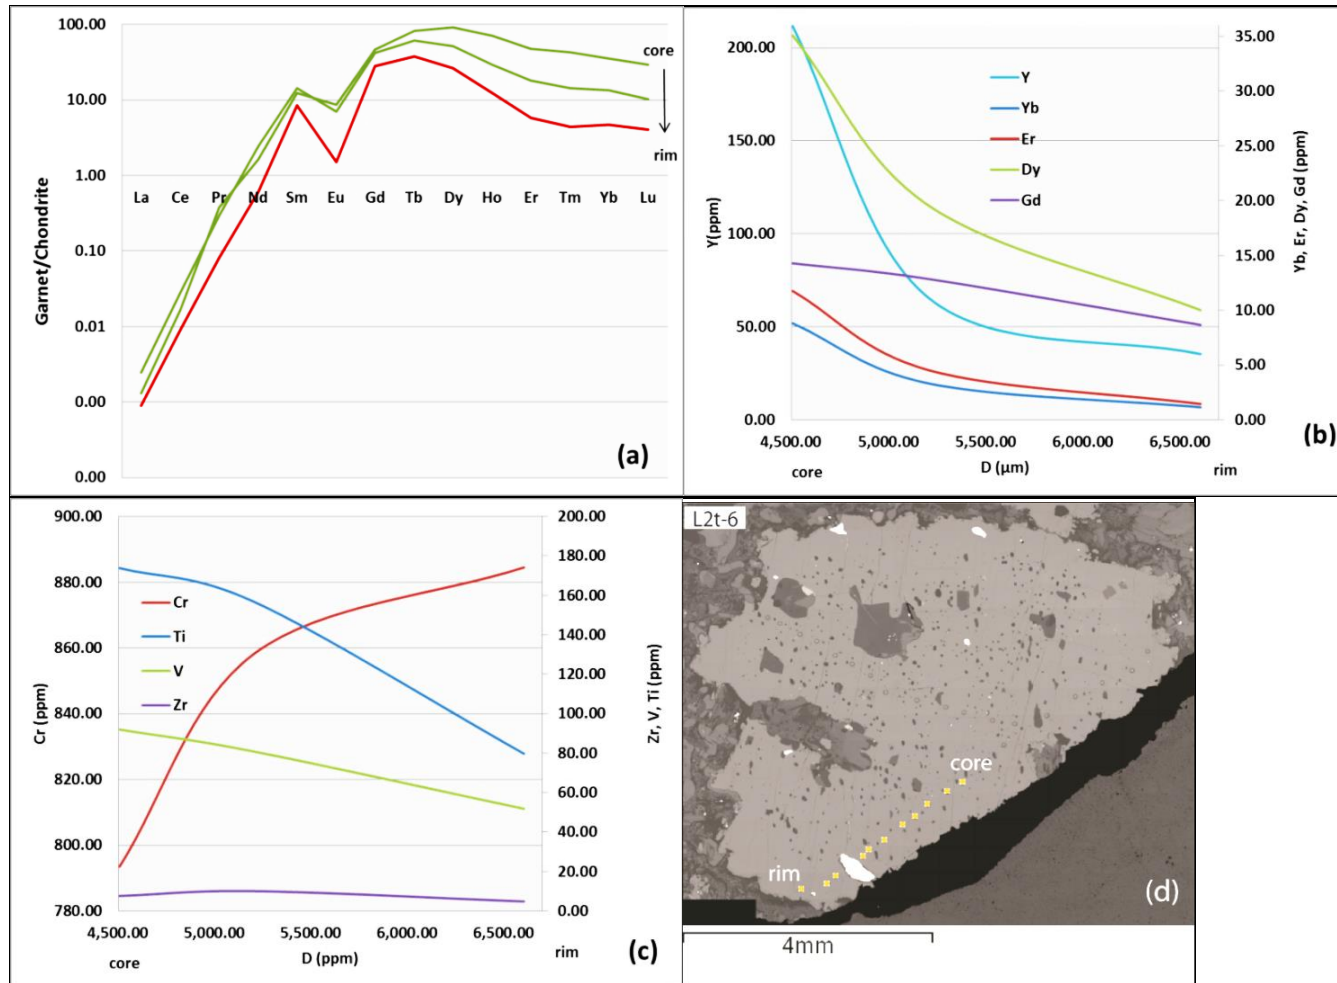 100.00
10.00
1.00
0.10
0.01
0.00
0.00
Garnet/Chondrite
La Ce Pr Nd Sm Eu Gd Tb Dy Ho Er Tm Yb Lu
core
rim
(a)
200.00
150.00
100.00
50.00
0.00
Y(ppm)
Y
Yb
Er
Dy
Gd
35.00
30.00
25.00
20.00
15.00
10.00
5.00
0.00
Yb, Er, Dy, Gd (ppm)
4,500.00 5,000.00 5,500.00 6,000.00 6,500.00
core D (μm) rim
(b)
900.00
880.00
860.00
840.00
820.00
800.00
780.00
Cr (ppm)
Cr
Ti
V
Zr
200.00
180.00
160.00
140.00
120.00
100.00
80.00
60.00
40.00
20.00
0.00
Zr, V, Ti (ppm)
4,500.00 5,000.00 5,500.00 6,000.00 6,500.00
core D (ppm) rim
(c)
L2t-6
core
rim
(d)
4mm